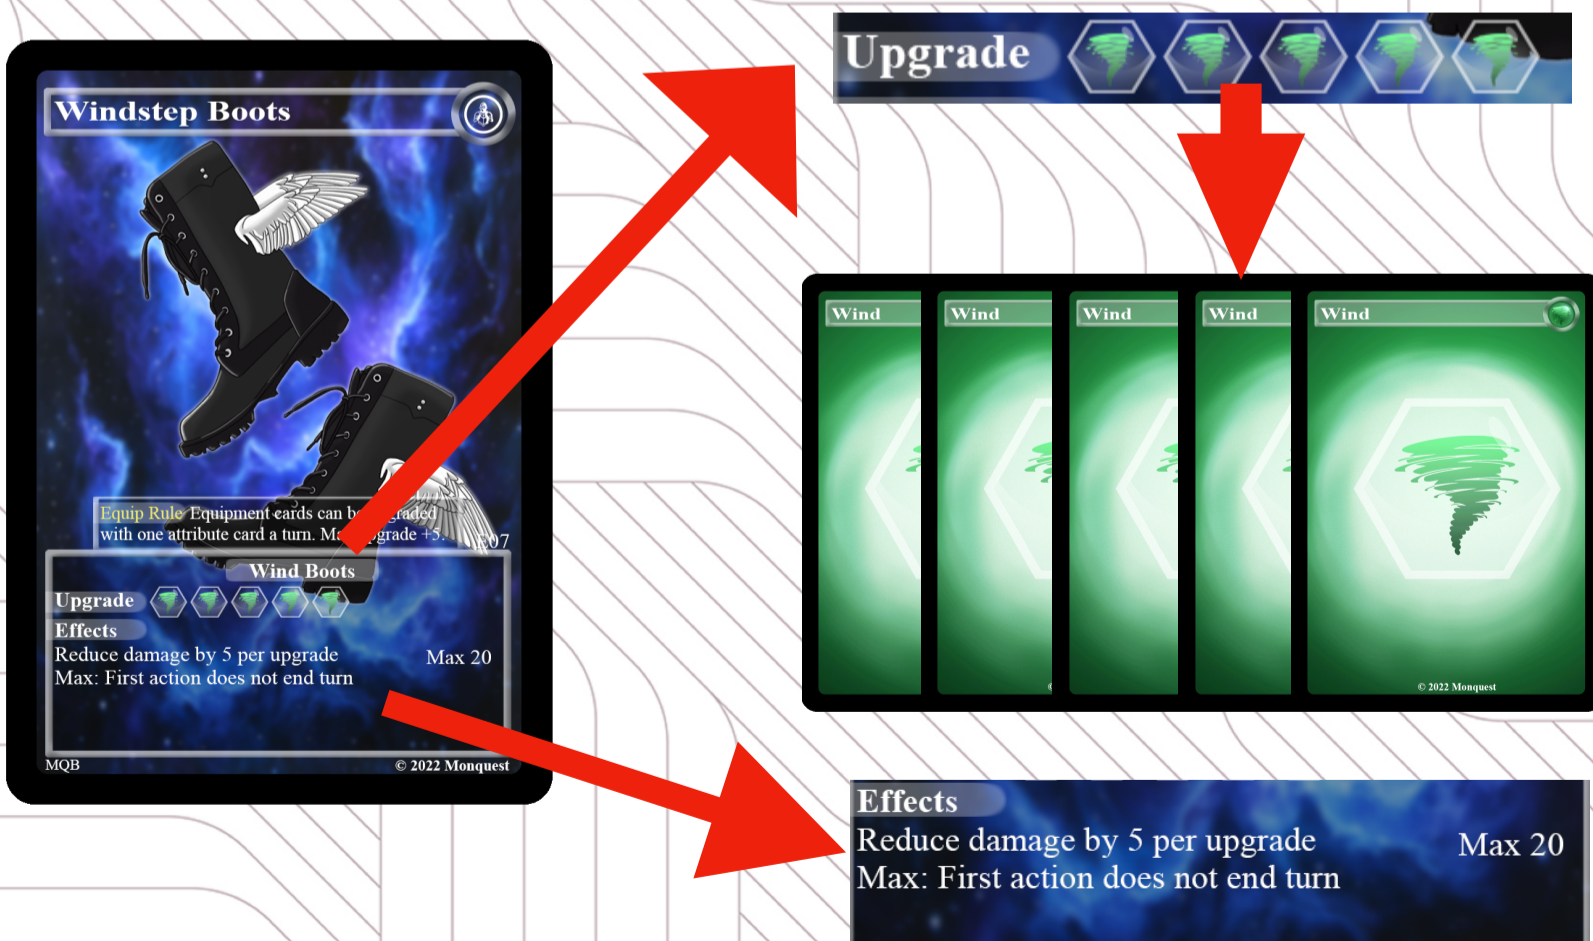 Windstep Boots
Equip Rule Equipment cards can be
with one attribute card a turn. +5.
E07
Wind Boots
Upgrade
Effects
Reduce damage by 5 per upgrade
Max 20
Max: First action does not end turn
MQB
© 2022 Monquest
Upgrade
Wind
Wind
Wind
Wind
Wind
© 2022 Monquest
Effects
Reduce damage by 5 per upgrade
Max 20
Max: First action does not end turn